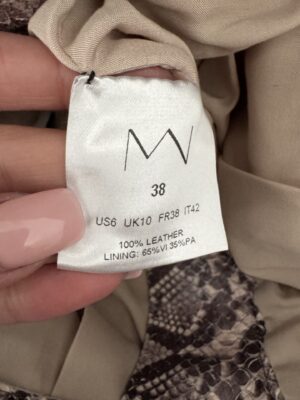 38
US6 UK10 FR38 IT42
100% LEATHER
LINING: 65%VI 35%PA